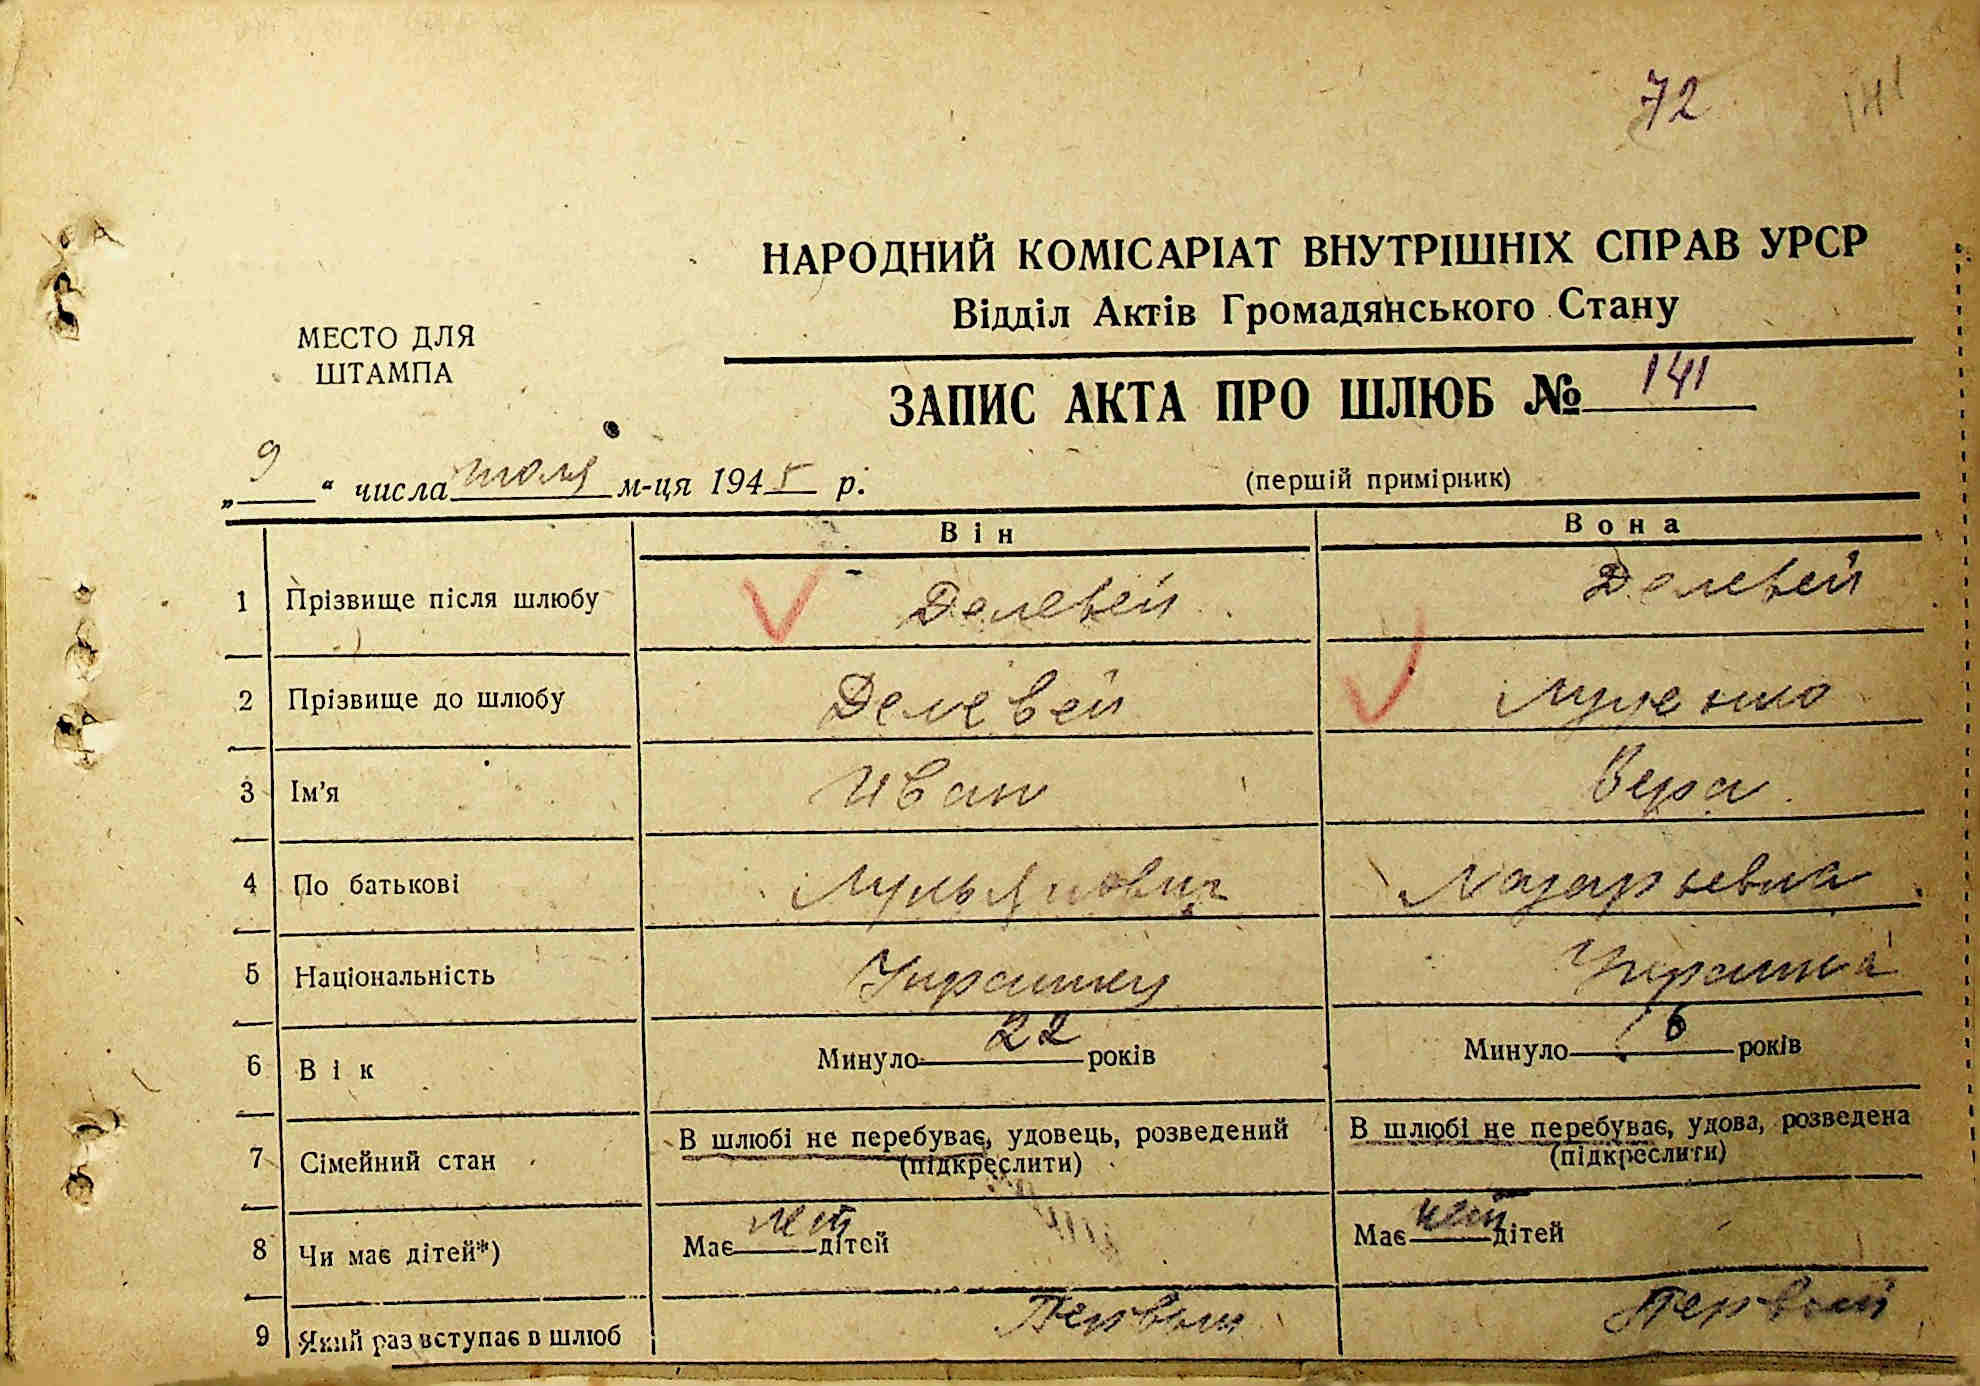 72 141
НАРОДНИЙ КОМІСАРІАТ ВНУТРІШНІХ СПРАВ УРСР
Відділ Актів Громадянського Стану
МЕСТО ДЛЯ
ШТАМПА
ЗАПИС АКТА ПРО ШЛЮБ № 141
„ 9 “ числа июля м-ця 1945 р.
(першій примірник)
Він Вона
1 Прізвище після шлюбу Делевей Делевей
2 Прізвище до шлюбу Делевей
3 Ім'я Иван Вера
4 По батькові Лазарьевна
5 Національність Украинец Украинка
6 Вік Минуло 22 років Минуло 16 років
7 Сімейний стан В шлюбі не перебуває, удовець, розведений В шлюбі не перебуває, удова, розведена
(підкреслити) (підкреслити)
8 Чи має дітей*) Має нет дітей Має нет дітей
9 Який раз вступає в шлюб Первый Первый